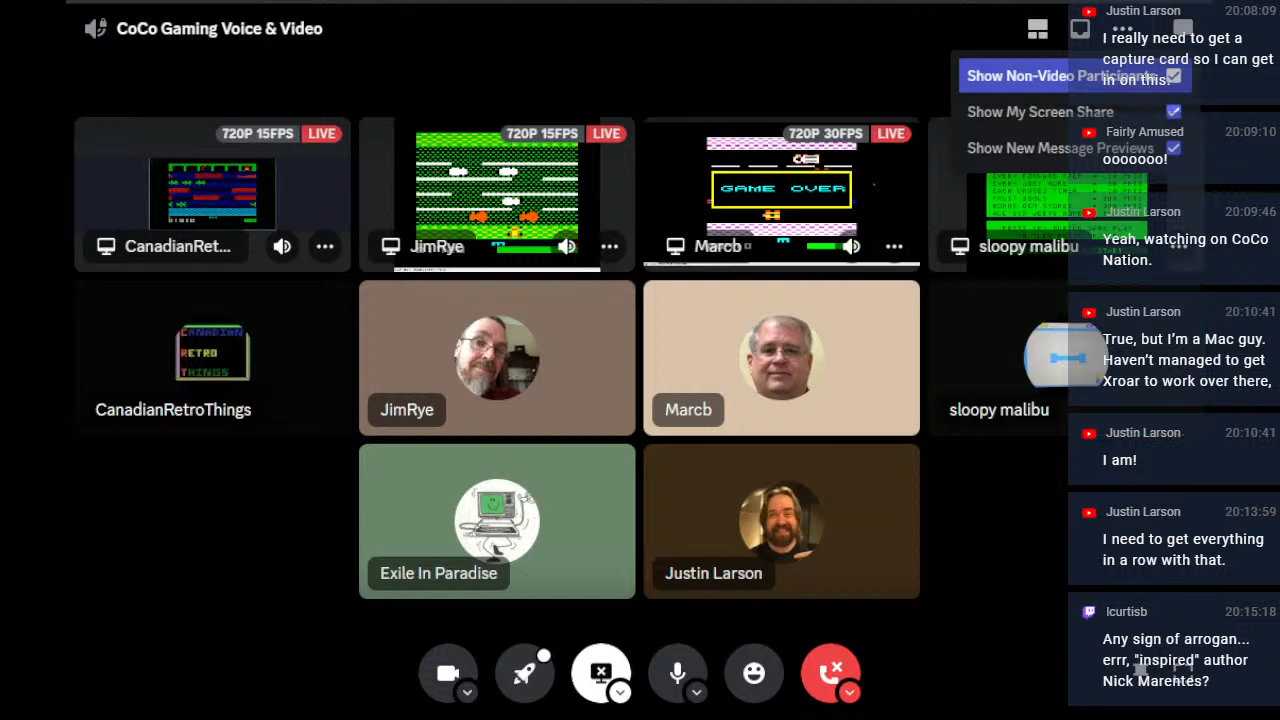 CoCo Gaming Voice & Video
Show Non-Video Participants
Show My Screen Share
Show New Message Previews
720P 15FPS LIVE
720P 15FPS LIVE
720P 30FPS LIVE
GAME OVER
CanadianRet...
JimRye
Marcb
sloopy malibu
CANADIAN
RETRO
THINGS
CanadianRetroThings
JimRye
Marcb
sloopy malibu
Exile In Paradise
Justin Larson
Justin Larson 20:08:09
I really need to get a
capture card so I can get
in on this.
Fairly Amused 20:09:10
ooooooo!
Justin Larson 20:09:46
Yeah, watching on CoCo
Nation.
Justin Larson 20:10:41
True, but I’m a Mac guy.
Haven’t managed to get
Xroar to work over there,
Justin Larson 20:10:41
I am!
Justin Larson 20:13:59
I need to get everything
in a row with that.
lcurtisb 20:15:18
Any sign of arrogan...
errr, "inspired" author
Nick Marentes?